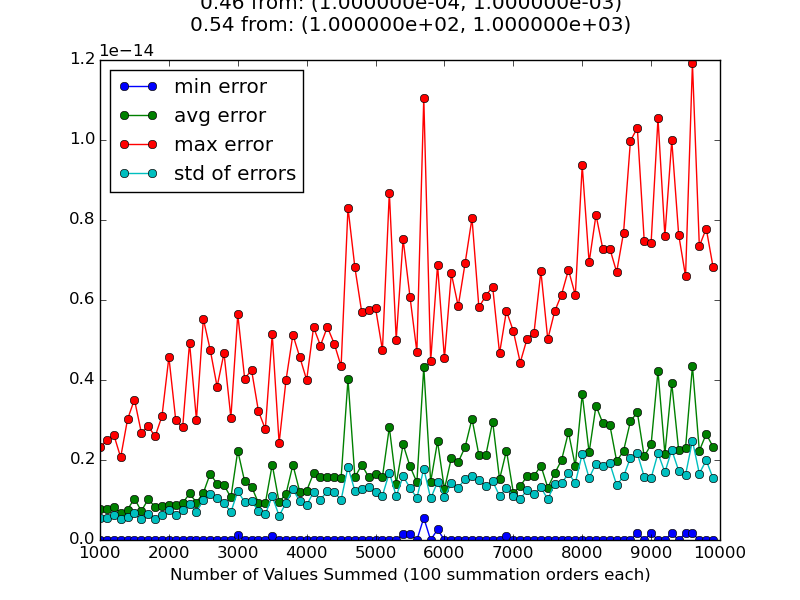 0.46 from: (1.000000e-04, 1.000000e-03)
0.54 from: (1.000000e+02, 1.000000e+03)
1e−14
1.2
1.0
0.8
0.6
0.4
0.2
0.0
min error
avg error
max error
std of errors
1000 2000 3000 4000 5000 6000 7000 8000 9000 10000
Number of Values Summed (100 summation orders each)